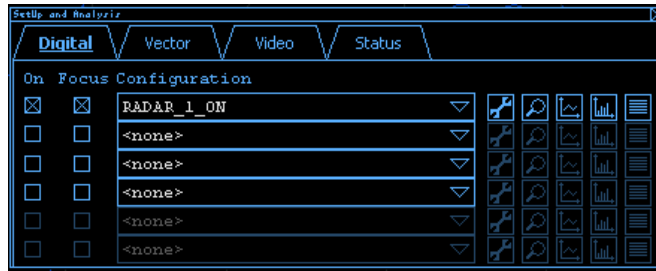 SetUp and Analysis
Digital Vector Video Status
On Focus Configuration
RADAR_1_ON
<none>
<none>
<none>
<none>
<none>